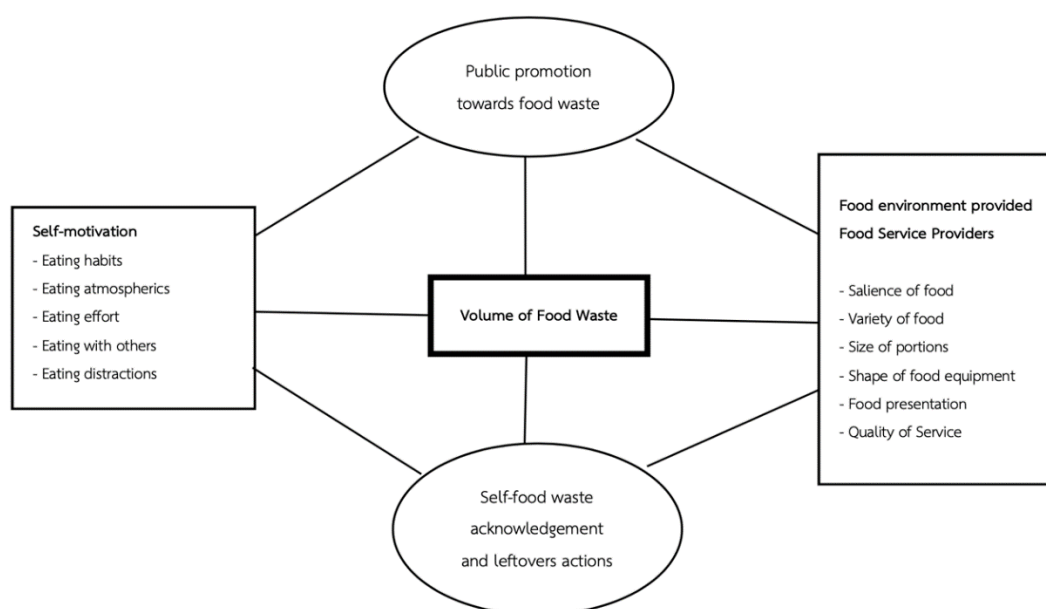 Public promotion
towards food waste
Self-motivation
- Eating habits
- Eating atmospherics
- Eating effort
- Eating with others
- Eating distractions
Volume of Food Waste
Food environment provided
Food Service Providers
- Salience of food
- Variety of food
- Size of portions
- Shape of food equipment
- Food presentation
- Quality of Service
Self-food waste
acknowledgement
and leftovers actions